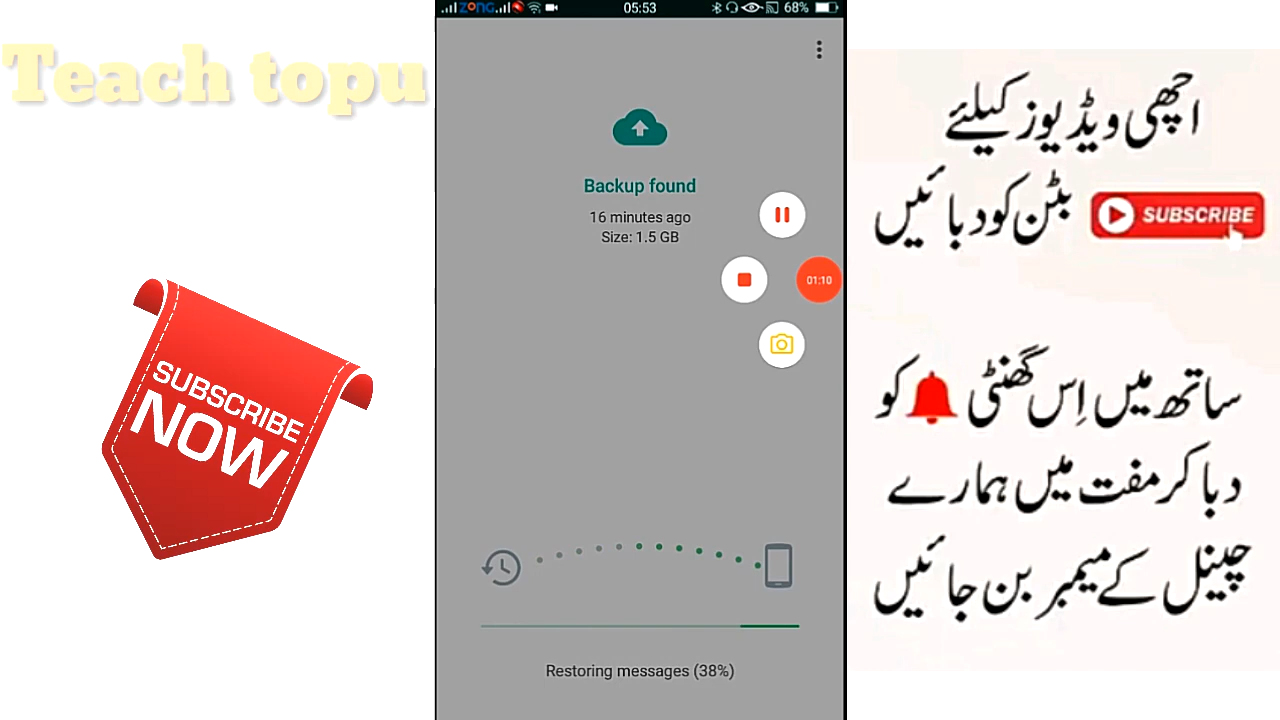 Teach topu
SUBSCRIBE
NOW
ZONG 05:53 68%
Backup found
16 minutes ago
Size: 1.5 GB
01:10
Restoring messages (38%)
اچھی ویڈیوز کیلئے
SUBSCRIBE بٹن کو دبائیں
ساتھ میں اِس گھنٹی کو
دبا کر مفت میں ہمارے
چینل کے میمبر بن جائیں